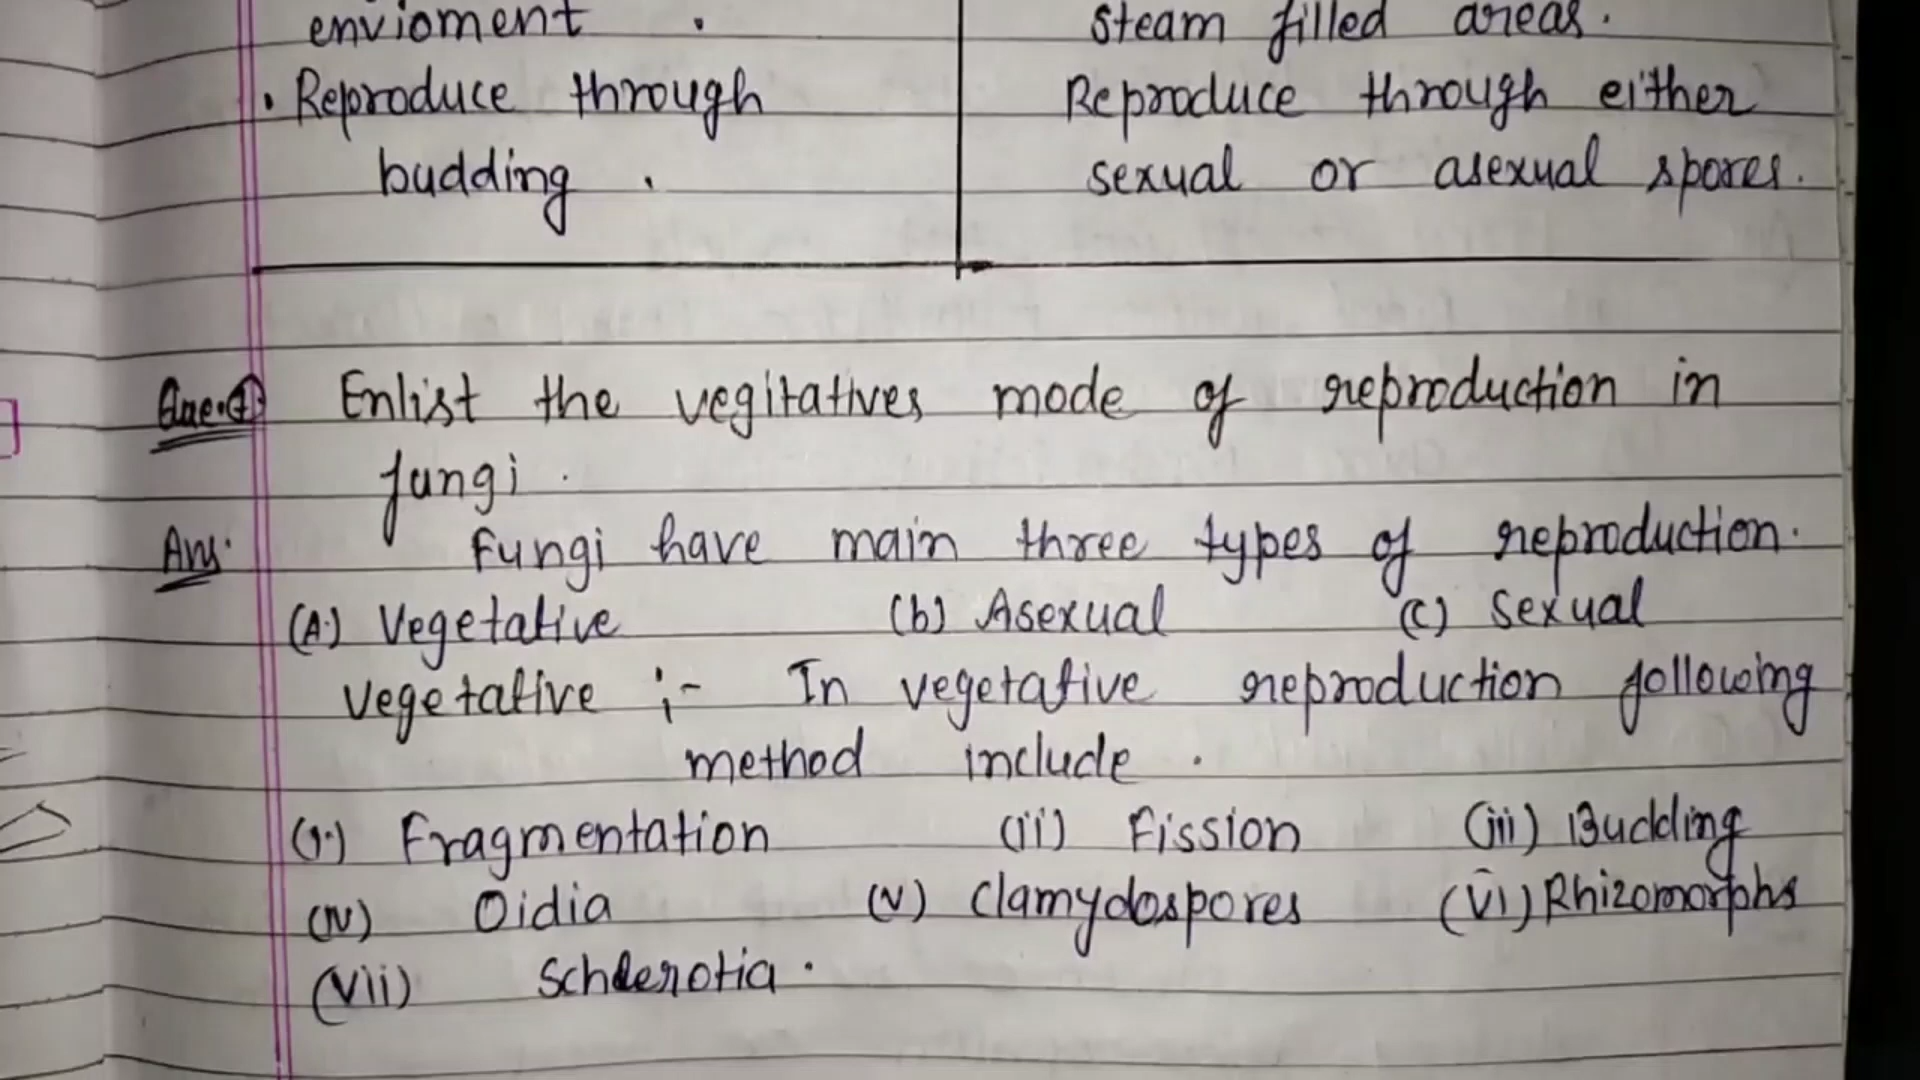 envioment .
steam filled areas.
• Reproduce through
budding .
Reproduce through either
sexual or asexual spores.
Enlist the vegitatives mode of reproduction in
fungi .
Ans. Fungi have main three types of reproduction.
(A.) Vegetative (b) Asexual (c) Sexual
vegetative ;- In vegetative reproduction following
method include .
(i.) Fragmentation (ii) Fission (iii) Budding
(iv) Oidia (v) Clamydospores (vi) Rhizomorphs
(vii) Schlerotia .